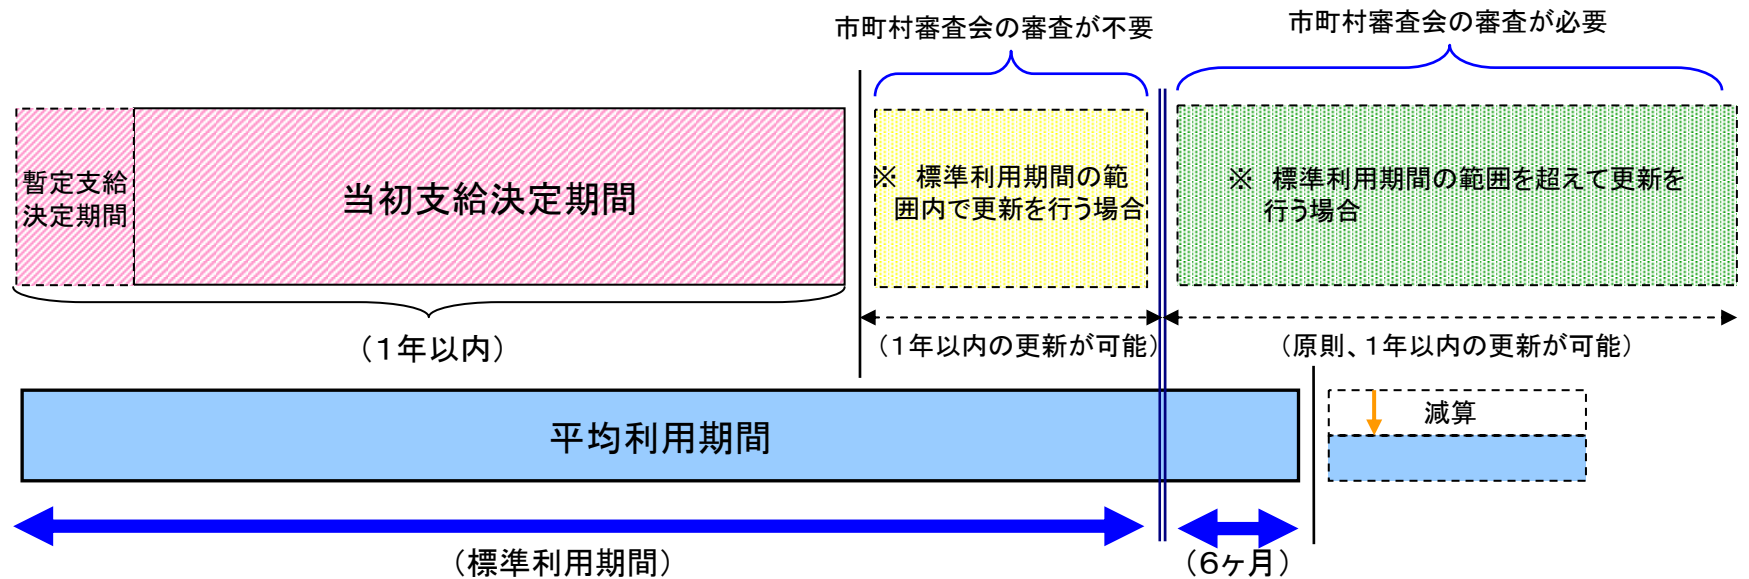 市町村審査会の審査が不要
市町村審査会の審査が必要
暫定支給
決定期間
当初支給決定期間
※　標準利用期間の範
囲内で更新を行う場合
※　標準利用期間の範囲を超えて更新を
行う場合
（１年以内）
（１年以内の更新が可能）
（原則、１年以内の更新が可能）
平均利用期間
減算
（標準利用期間）
（６ヶ月）